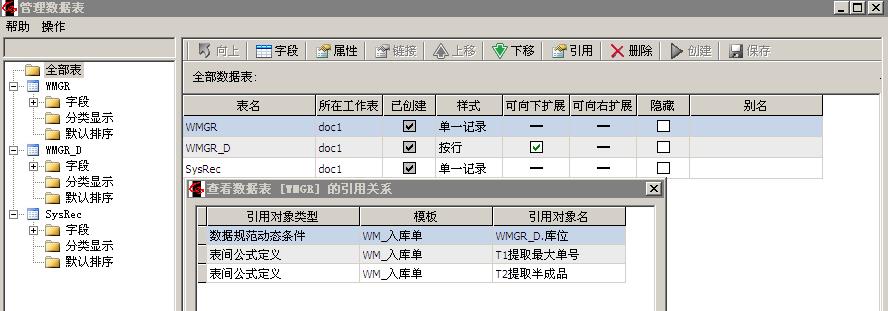 管理数据表
帮助 操作
向上 字段 属性 链接 上移 下移 引用 删除 创建 保存
全部表
WMGR
字段
分类显示
默认排序
WMGR_D
字段
分类显示
默认排序
SysRec
字段
分类显示
默认排序
全部数据表:
表名 所在工作表 已创建 样式 可向下扩展 可向右扩展 隐藏 别名
WMGR doc1 单一记录 — —
WMGR_D doc1 按行 —
SysRec doc1 单一记录 — —
查看数据表 [WMGR] 的引用关系
引用对象类型 模板 引用对象名
数据规范动态条件 WM_入库单 WMGR_D.库位
表间公式定义 WM_入库单 T1提取最大单号
表间公式定义 WM_入库单 T2提取半成品